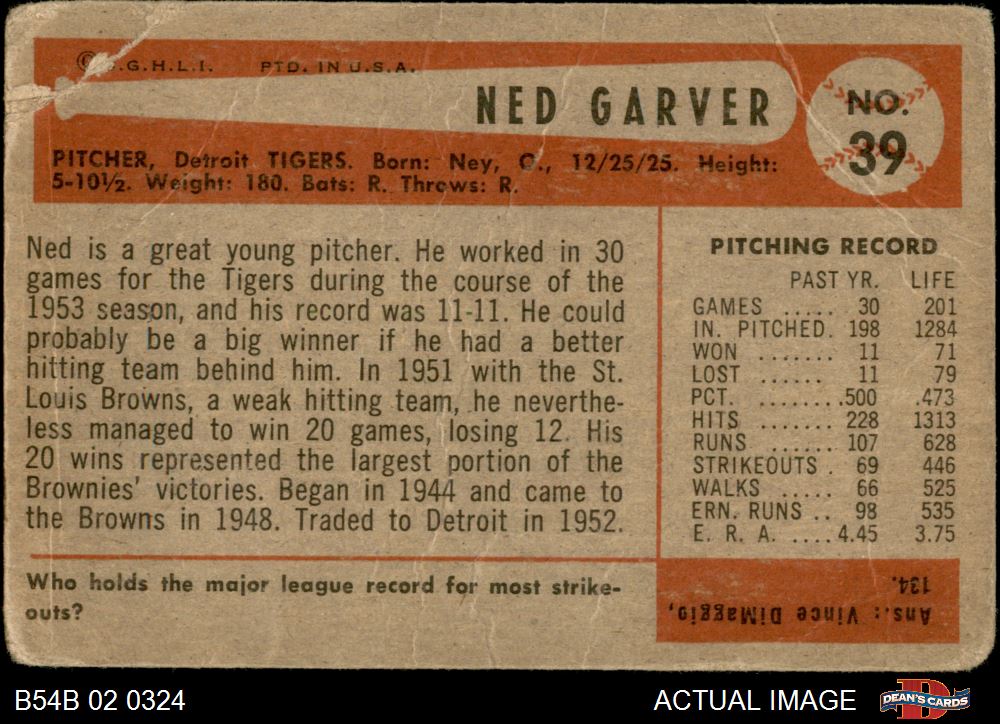 © .G.H.L.I. PTD. IN U.S.A.
NED GARVER
NO.
39
PITCHER, Detroit TIGERS. Born: Ney, O., 12/25/25. Height:
5-10½. Weight: 180. Bats: R. Throws: R.
Ned is a great young pitcher. He worked in 30
games for the Tigers during the course of the
1953 season, and his record was 11-11. He could
probably be a big winner if he had a better
hitting team behind him. In 1951 with the St.
Louis Browns, a weak hitting team, he neverthe-
less managed to win 20 games, losing 12. His
20 wins represented the largest portion of the
Brownies' victories. Began in 1944 and came to
the Browns in 1948. Traded to Detroit in 1952.
PITCHING RECORD
PAST YR. LIFE
GAMES ..... 30 201
IN. PITCHED. 198 1284
WON ....... 11 71
LOST ...... 11 79
PCT. ........500 .473
HITS ....... 228 1313
RUNS ...... 107 628
STRIKEOUTS . 69 446
WALKS ..... 66 525
ERN. RUNS .. 98 535
E. R. A. ....4.45 3.75
Who holds the major league record for most strike-
outs?
Ans.: Vince DiMaggio,
134.
B54B 02 0324
ACTUAL IMAGE
DEAN'S CARDS